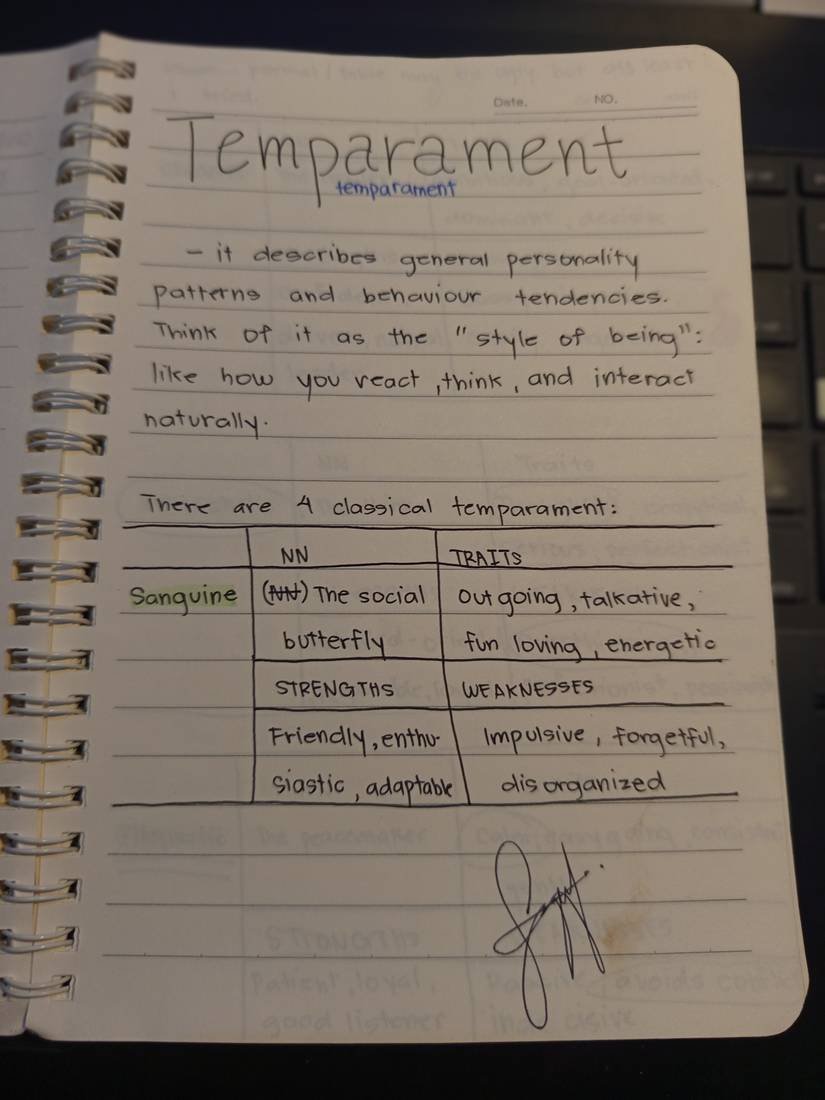 Date. NO.
Temparament
temparament
- it describes general personality
patterns and behaviour tendencies.
Think of it as the "style of being":
like how you react, think, and interact
naturally.
There are 4 classical temparament:
NN TRAITS
Sanguine (NN) The social outgoing, talkative,
butterfly fun loving, energetic
STRENGTHS WEAKNESSES
Friendly, enthu- Impulsive, forgetful,
siastic, adaptable disorganized